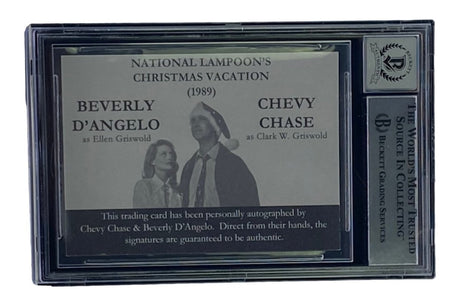 NATIONAL LAMPOON'S
CHRISTMAS VACATION
(1989)
BEVERLY
D'ANGELO
as Ellen Griswold
CHEVY
CHASE
as Clark W. Griswold
This trading card has been personally autographed by
Chevy Chase & Beverly D'Angelo. Direct from their hands, the
signatures are guaranteed to be authentic.
THE WORLD'S MOST TRUSTED
SOURCE IN COLLECTING
BECKETT GRADING SERVICES